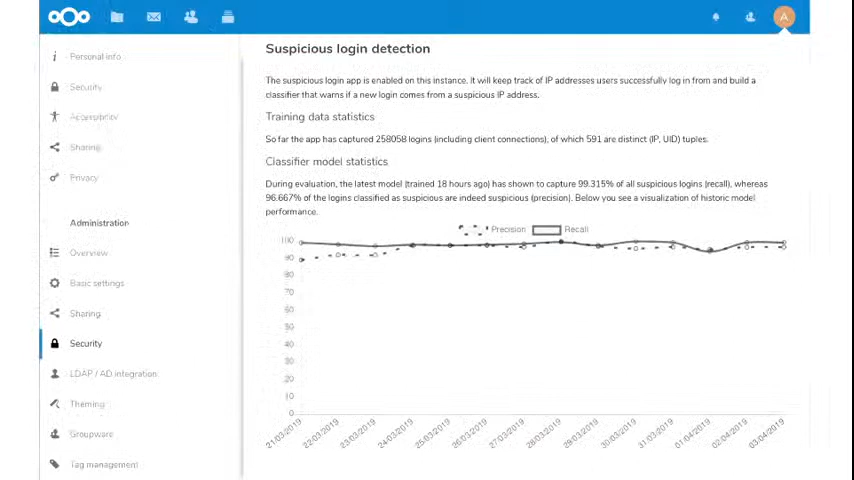 A
Personal info
Security
Accessibility
Sharing
Privacy
Administration
Overview
Basic settings
Sharing
Security
LDAP / AD integration
Theming
Groupware
Tag management
Suspicious login detection
The suspicious login app is enabled on this instance. It will keep track of IP addresses users successfully log in from and build a
classifier that warns if a new login comes from a suspicious IP address.
Training data statistics
So far the app has captured 258058 logins (including client connections), of which 591 are distinct (IP, UID) tuples.
Classifier model statistics
During evaluation, the latest model (trained 18 hours ago) has shown to capture 99.315% of all suspicious logins (recall), whereas
96.667% of the logins classified as suspicious are indeed suspicious (precision). Below you see a visualization of historic model
performance.
Precision Recall
100
90
80
70
60
50
40
30
20
10
0
21/03/2019 22/03/2019 23/03/2019 24/03/2019 25/03/2019 26/03/2019 27/03/2019 28/03/2019 29/03/2019 30/03/2019 31/03/2019 01/04/2019 02/04/2019 03/04/2019